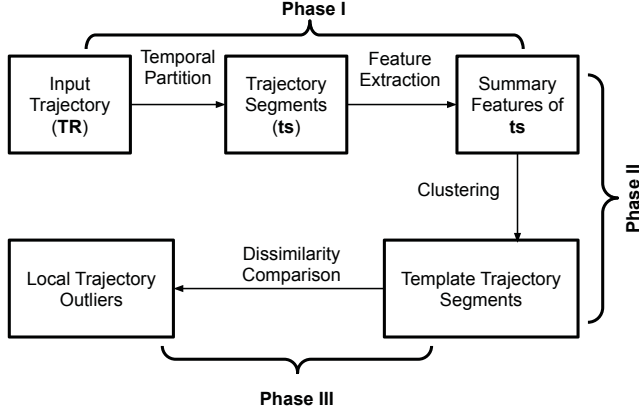 Phase I
Input
Trajectory
(TR)
Temporal
Partition
Trajectory
Segments
(ts)
Feature
Extraction
Summary
Features of
ts
Phase II
Clustering
Local Trajectory
Outliers
Dissimilarity
Comparison
Template Trajectory
Segments
Phase III